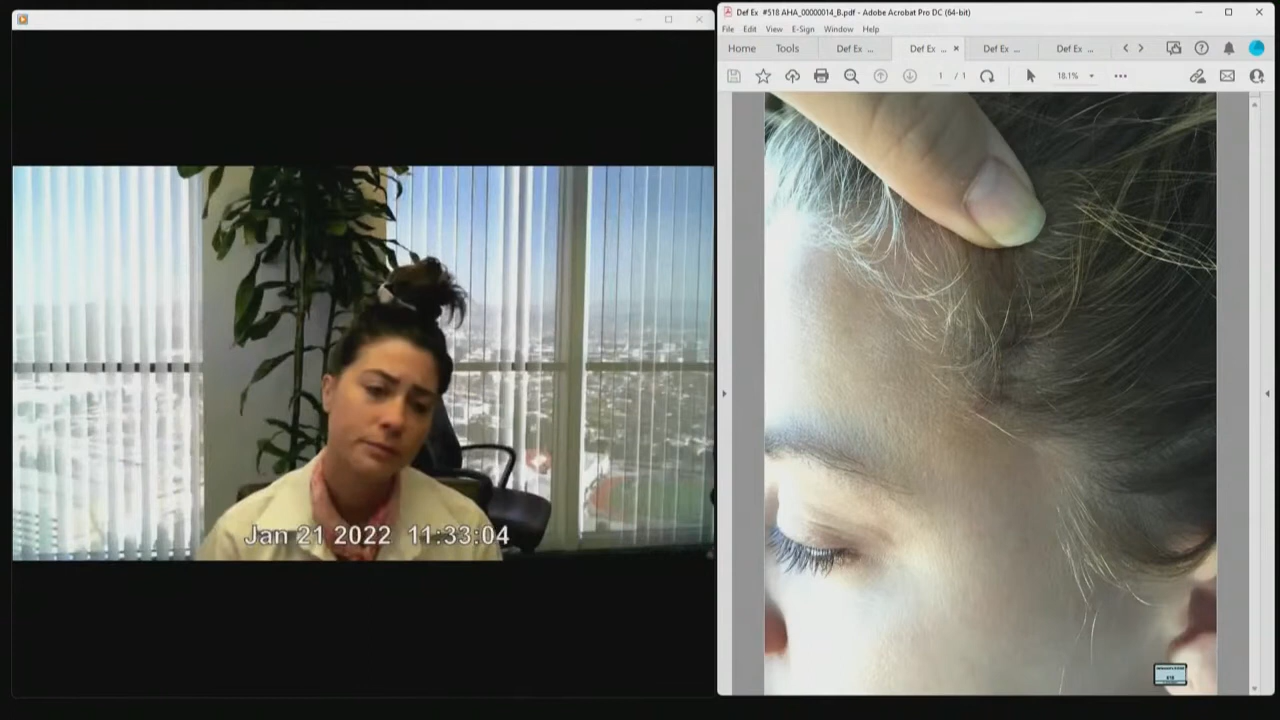 Def Ex #518 AHA_00000014_B.pdf - Adobe Acrobat Pro DC (64-bit)
File Edit View E-Sign Window Help
Home Tools Def Ex ... Def Ex ... × Def Ex ... Def Ex ...
1 / 1 18.1%
Jan 21 2022 11:33:04